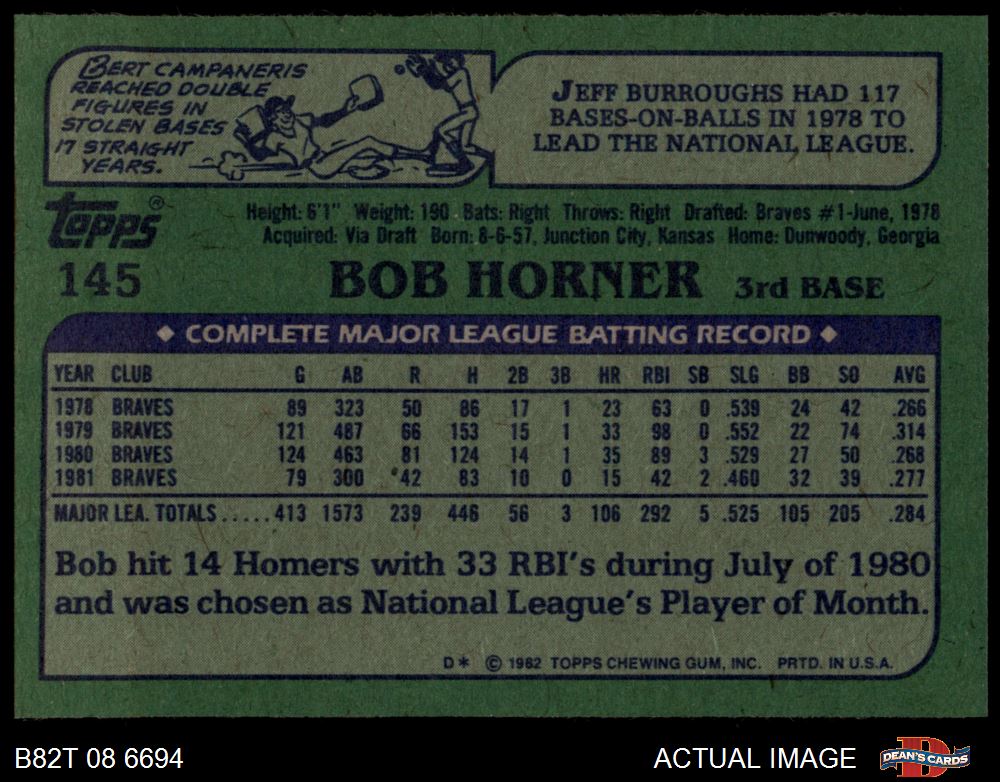 BERT CAMPANERIS
REACHED DOUBLE
FIGURES IN
STOLEN BASES
17 STRAIGHT
YEARS.
JEFF BURROUGHS HAD 117
BASES-ON-BALLS IN 1978 TO
LEAD THE NATIONAL LEAGUE.
topps®
Height: 6'1" Weight: 190 Bats: Right Throws: Right Drafted: Braves #1-June, 1978
Acquired: Via Draft Born: 8-6-57, Junction City, Kansas Home: Dunwoody, Georgia
145 BOB HORNER 3rd BASE
◆ COMPLETE MAJOR LEAGUE BATTING RECORD ◆
YEAR CLUB G AB R H 2B 3B HR RBI SB SLG BB SO AVG
1978 BRAVES 89 323 50 86 17 1 23 63 0 .539 24 42 .266
1979 BRAVES 121 487 66 153 15 1 33 98 0 .552 22 74 .314
1980 BRAVES 124 463 81 124 14 1 35 89 3 .529 27 50 .268
1981 BRAVES 79 300 42 83 10 0 15 42 2 .460 32 39 .277
MAJOR LEA. TOTALS ..... 413 1573 239 446 56 3 106 292 5 .525 105 205 .284
Bob hit 14 Homers with 33 RBI's during July of 1980
and was chosen as National League's Player of Month.
D* © 1982 TOPPS CHEWING GUM, INC. PRTD. IN U.S.A.
B82T 08 6694 ACTUAL IMAGE DEAN'S CARDS